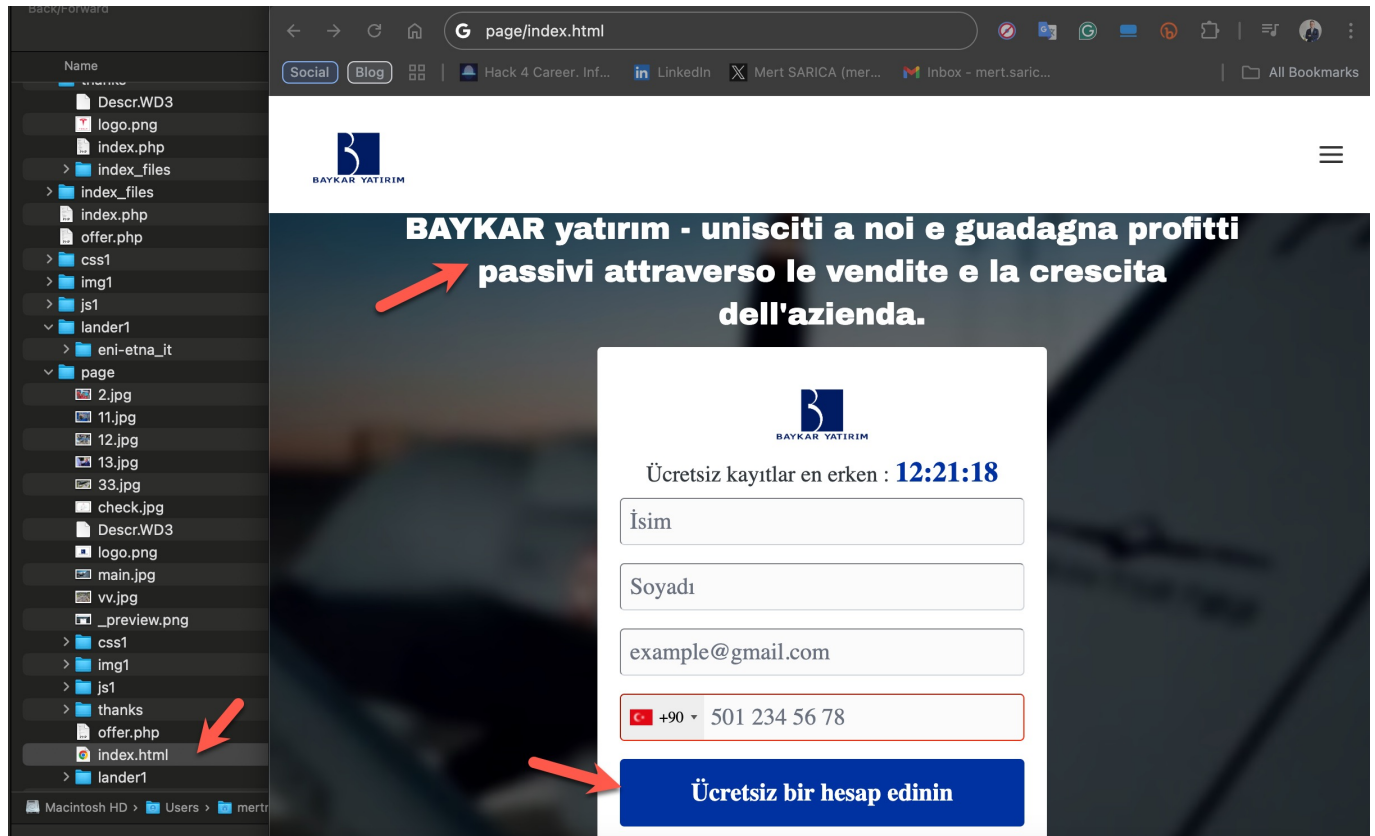 Back/Forward
Name
thanks
Descr.WD3
logo.png
index.php
index_files
index_files
index.php
offer.php
css1
img1
js1
lander1
eni-etna_it
page
2.jpg
11.jpg
12.jpg
13.jpg
33.jpg
check.jpg
Descr.WD3
logo.png
main.jpg
vv.jpg
_preview.png
css1
img1
js1
thanks
offer.php
index.html
lander1
Macintosh HD › Users ›
page/index.html
Social Blog Hack 4 Career. Inf... LinkedIn Mert SARICA (mer... Inbox - mert.saric... All Bookmarks
BAYKAR YATIRIM
BAYKAR yatırım - unisciti a noi e guadagna profitti
passivi attraverso le vendite e la crescita
dell'azienda.
BAYKAR YATIRIM
Ücretsiz kayıtlar en erken : 12:21:18
İsim
Soyadı
example@gmail.com
+90 501 234 56 78
Ücretsiz bir hesap edinin